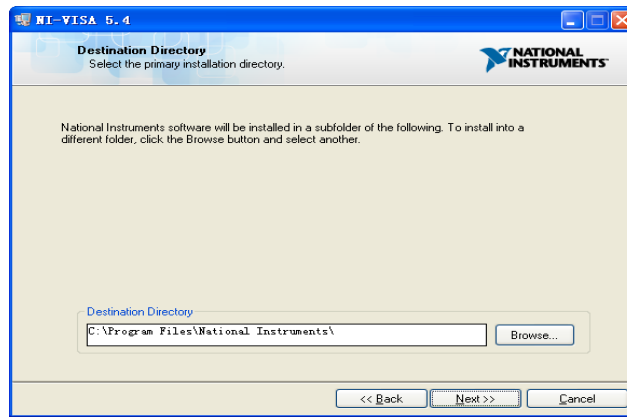 NI-VISA 5.4
Destination Directory
Select the primary installation directory.
NATIONAL
INSTRUMENTS™
National Instruments software will be installed in a subfolder of the following. To install into a
different folder, click the Browse button and select another.
Destination Directory
C:\Program Files\National Instruments\
Browse...
<< Back
Next >>
Cancel